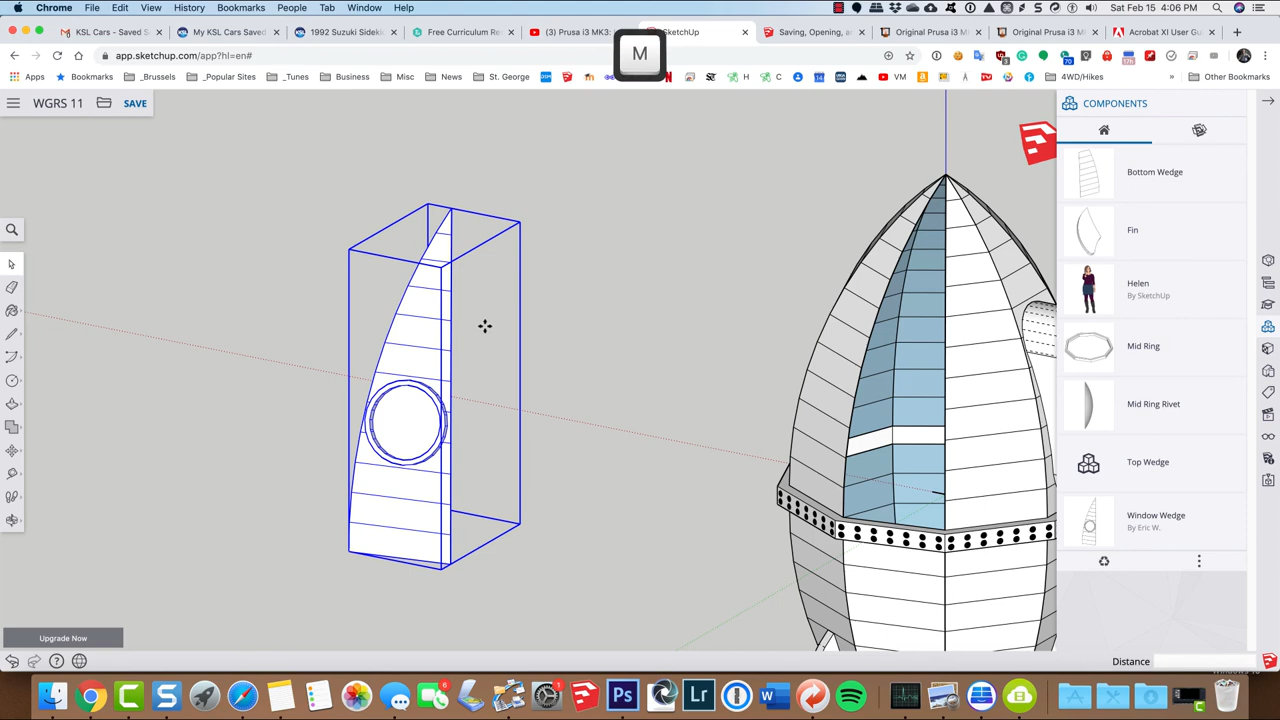 Chrome File Edit View History Bookmarks People Tab Window Help
Sat Feb 15 4:06 PM
KSL Cars - Saved S
My KSL Cars Saved
1992 Suzuki Sidek
Free Curriculum Re
(3) Prusa i3 MK3:
SketchUp
Saving, Opening, a
Original Prusa i3 M
Original Prusa i3 M
Acrobat XI User Gu
app.sketchup.com/app?hl=en#
Apps Bookmarks _Brussels _Popular Sites _Tunes Business Misc News St. George H C VM 4WD/Hikes Other Bookmarks
M
WGRS 11 SAVE
COMPONENTS
Bottom Wedge
Fin
Helen
By SketchUp
Mid Ring
Mid Ring Rivet
Top Wedge
Window Wedge
By Eric W.
Upgrade Now
Distance
Ps Lr W